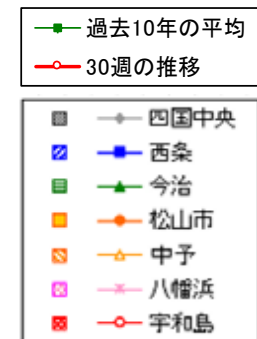 過去10年の平均
30週の推移
四国中央
西条
今治
松山市
中予
八幡浜
宇和島